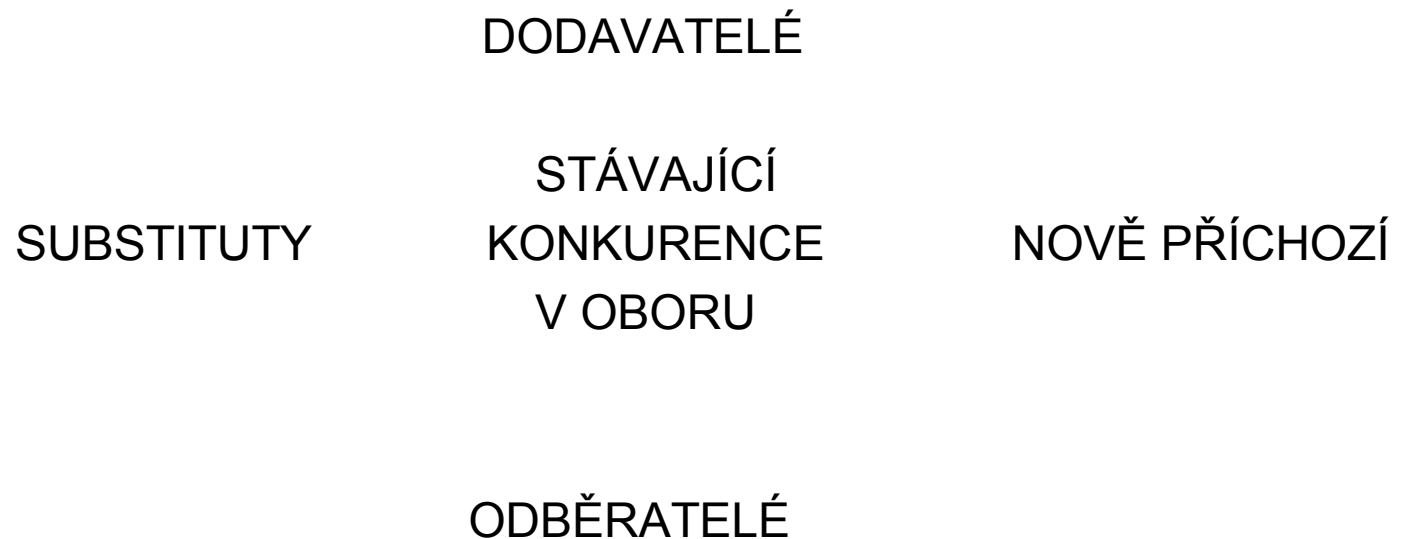 DODAVATELÉ
STÁVAJÍCÍ
SUBSTITUTY KONKURENCE NOVĚ PŘÍCHOZÍ
V OBORU
ODBĚRATELÉ